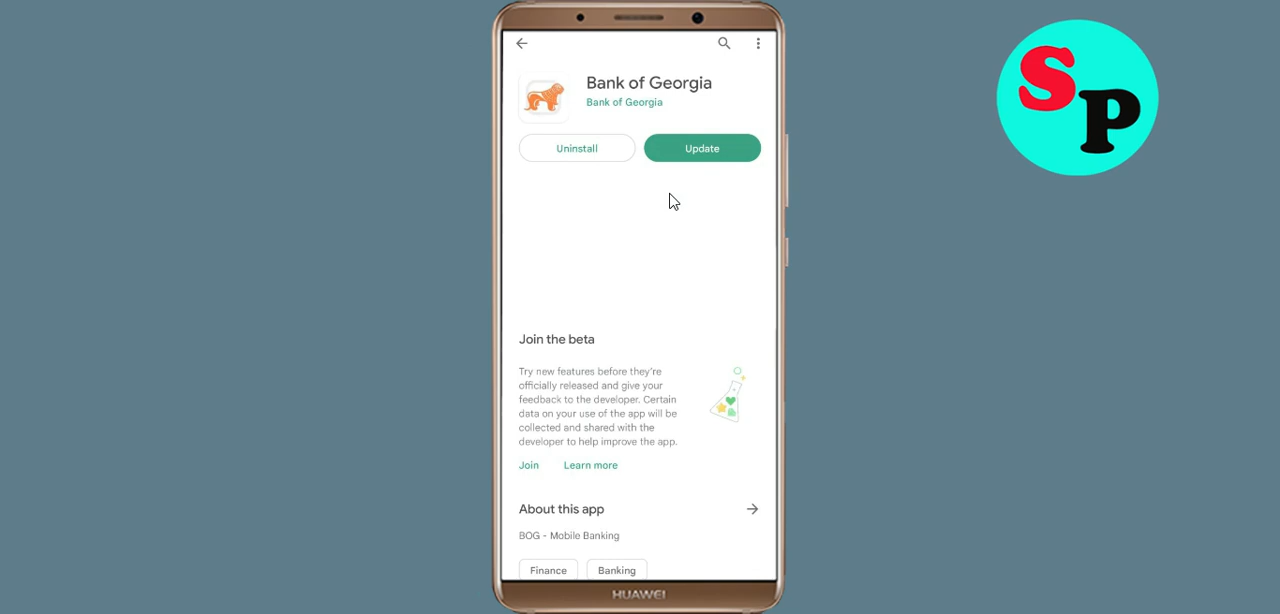 Bank of Georgia
Bank of Georgia
Uninstall
Update
Join the beta
Try new features before they're
officially released and give your
feedback to the developer. Certain
data on your use of the app will be
collected and shared with the
developer to help improve the app.
Join
Learn more
About this app
BOG - Mobile Banking
Finance
Banking
HUAWEI
SP